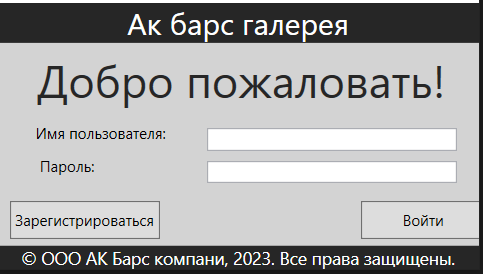 Ак барс галерея
Добро пожаловать!
Имя пользователя:
Пароль:
Зарегистрироваться Войти
© ООО АК Барс компани, 2023. Все права защищены.